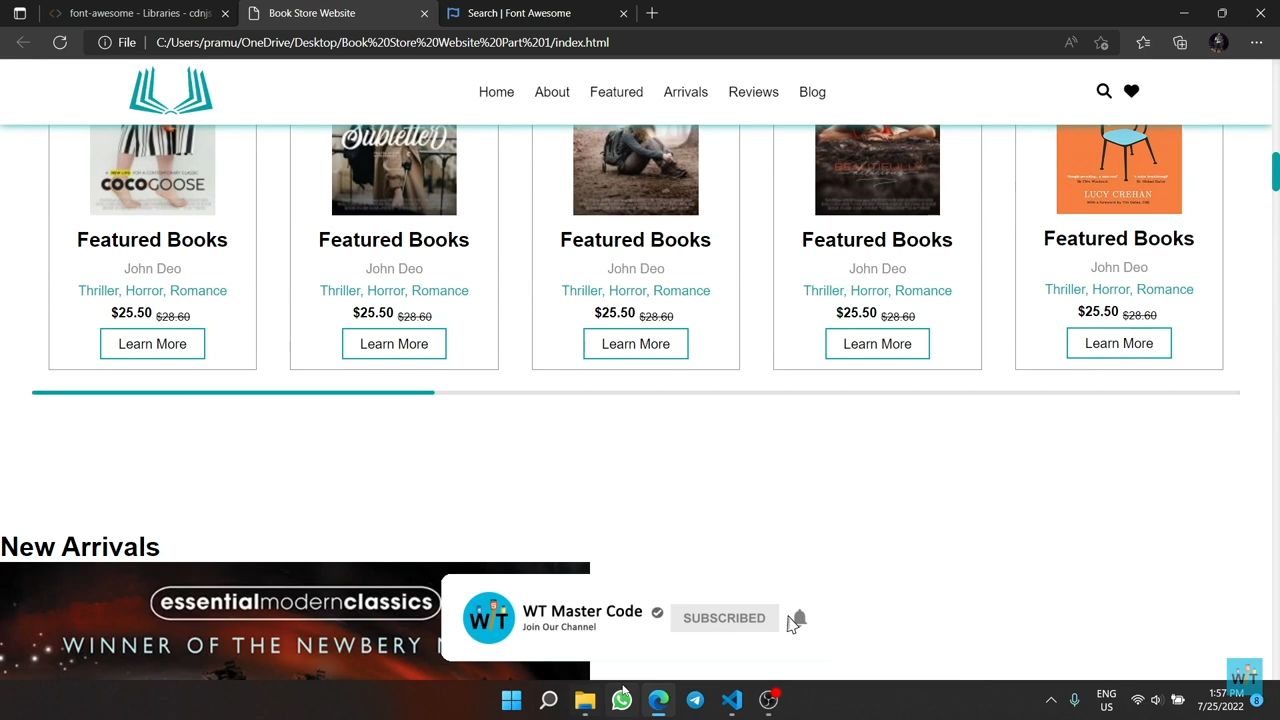 font-awesome - Libraries - cdnjs
Book Store Website
Search | Font Awesome
File
C:/Users/pramu/OneDrive/Desktop/Book%20Store%20Website%20Part%201/index.html
Home
About
Featured
Arrivals
Reviews
Blog
COCOGOOSE
Subletter
LUCY CREHAN
Featured Books
Featured Books
Featured Books
Featured Books
Featured Books
John Deo
John Deo
John Deo
John Deo
John Deo
Thriller, Horror, Romance
Thriller, Horror, Romance
Thriller, Horror, Romance
Thriller, Horror, Romance
Thriller, Horror, Romance
$25.50 $28.60
$25.50 $28.60
$25.50 $28.60
$25.50 $28.60
$25.50 $28.60
Learn More
Learn More
Learn More
Learn More
Learn More
New Arrivals
essentialmodernclassics
WINNER OF THE NEWBERY
WT
WT Master Code
Join Our Channel
SUBSCRIBED
WT
ENG
US
1:57 PM
7/25/2022
8